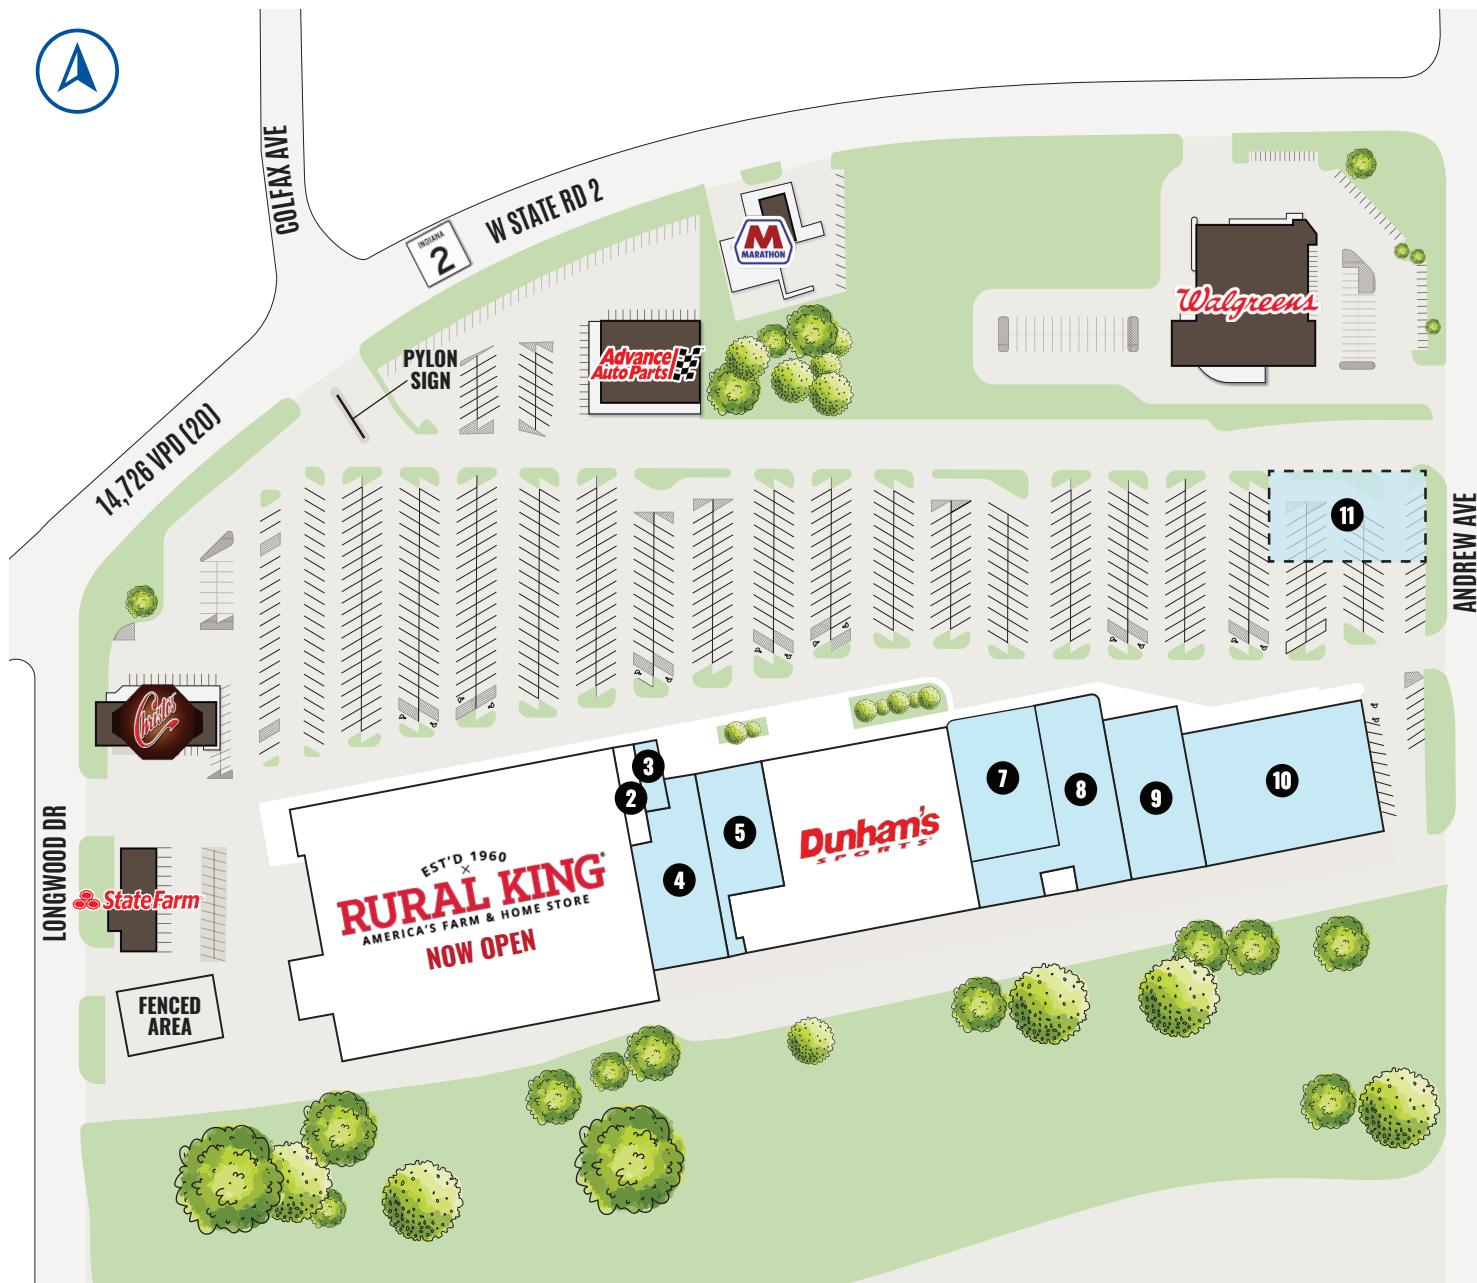 COLFAX AVE
W STATE RD 2
INDIANA
2
M
MARATHON
Walgreens
Advance
Auto Parts
PYLON
SIGN
14,726 VPD (20)
11
ANDREW AVE
Christos'
3
2
7
8
9
10
5
4
Dunham's
SPORTS
EST'D 1960
RURAL KING®
AMERICA'S FARM & HOME STORE
NOW OPEN
LONGWOOD DR
StateFarm
FENCED
AREA